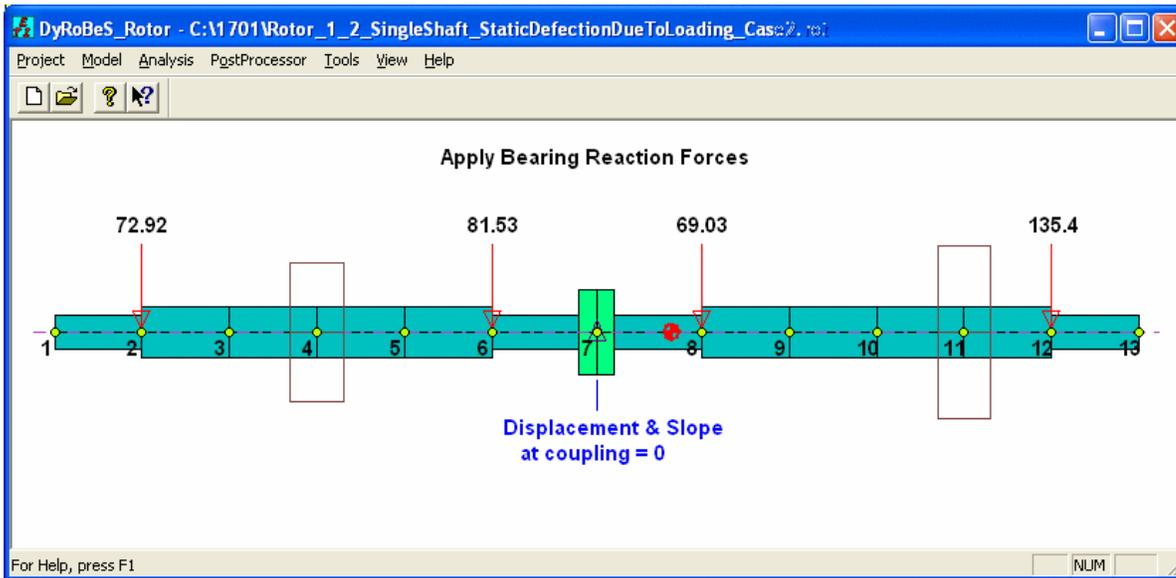 DyRoBeS_Rotor - C:\1701\Rotor_1_2_SingleShaft_StaticDefectionDueToLoading_Case2.rot
Project Model Analysis PostProcessor Tools View Help
Apply Bearing Reaction Forces
72.92 81.53 69.03 135.4
1 2 3 4 5 6 7 8 9 10 11 12 13
Displacement & Slope
at coupling = 0
For Help, press F1 NUM